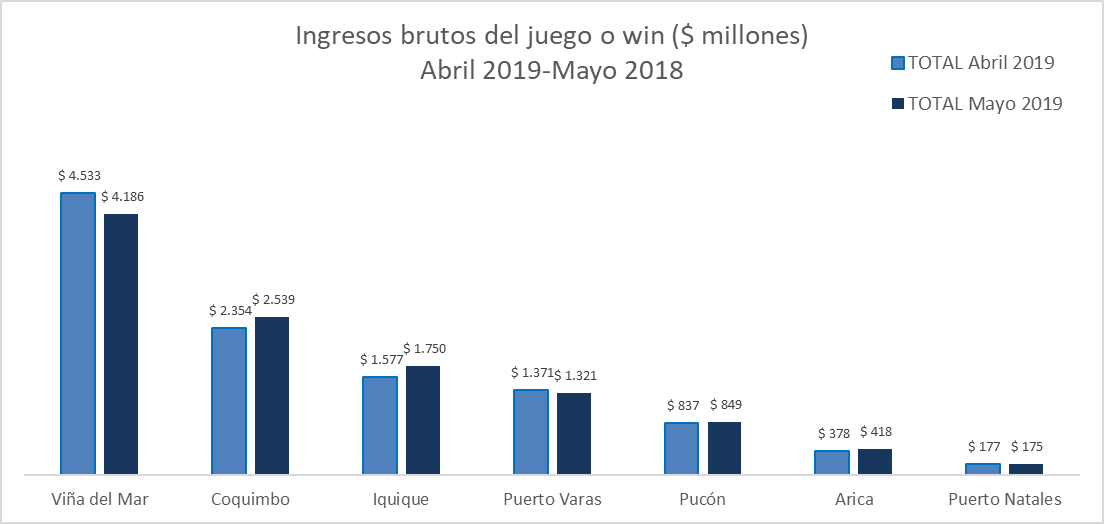 Ingresos brutos del juego o win ($ millones)
Abril 2019-Mayo 2018
TOTAL Abril 2019
TOTAL Mayo 2019
$ 4.533
$ 4.186
$ 2.354
$ 2.539
$ 1.577
$ 1.750
$ 1.371
$ 1.321
$ 837
$ 849
$ 378
$ 418
$ 177
$ 175
Viña del Mar
Coquimbo
Iquique
Puerto Varas
Pucón
Arica
Puerto Natales